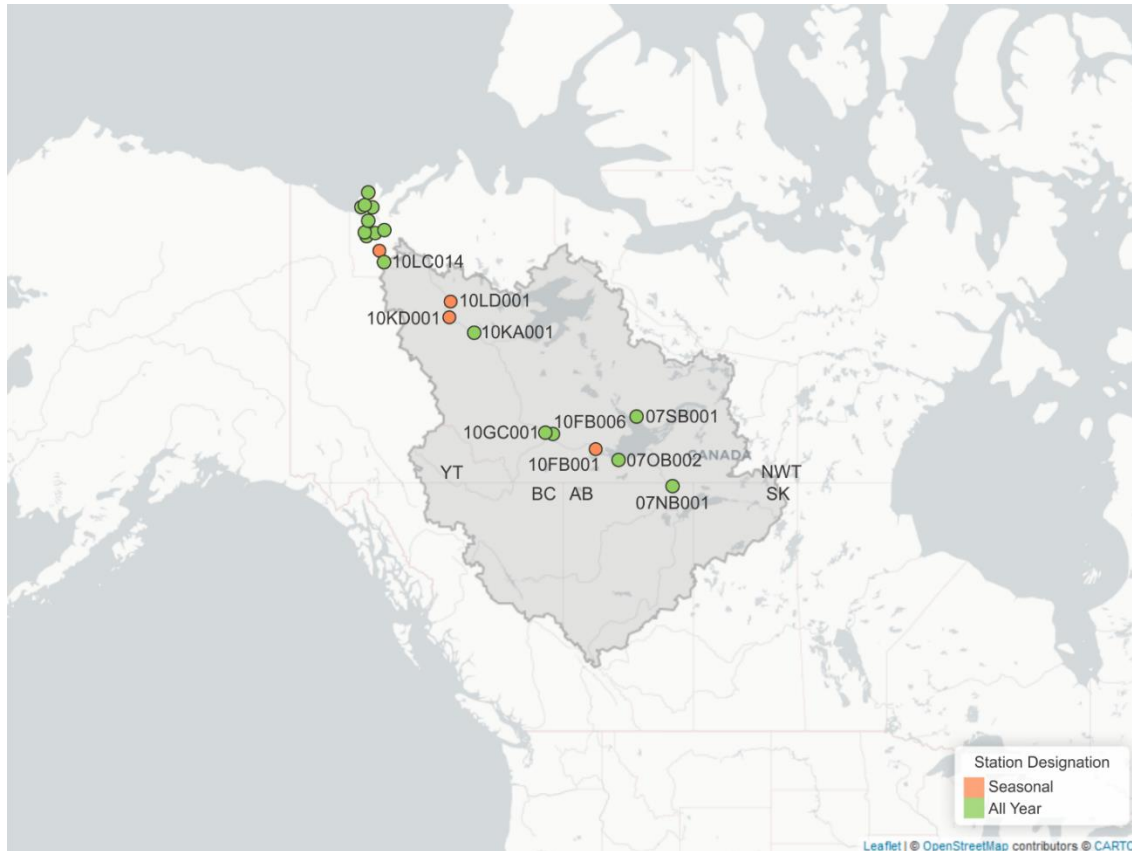 10LC014
10LD001
10KD001
10KA001
07SB001
10FB006
10GC001
10FB001
CANADA
07OB002
YT
NWT
BC
AB
SK
07NB001
Station Designation
Seasonal
All Year
Leaflet | © OpenStreetMap contributors © CARTO